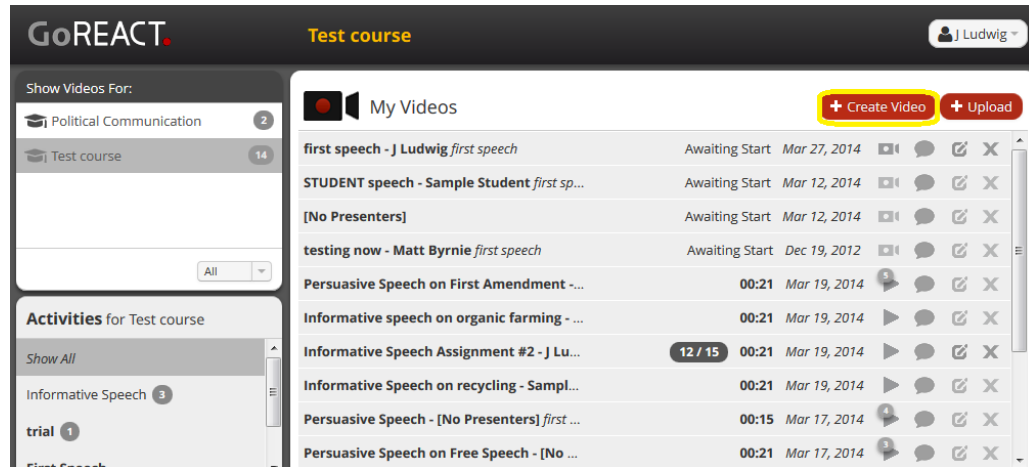 GoREACT.
Test course
J Ludwig
Show Videos For:
Political Communication 2
Test course 14
All
Activities for Test course
Show All
Informative Speech 3
trial 1
First Speech
My Videos
+ Create Video
+ Upload
first speech - J Ludwig first speech Awaiting Start Mar 27, 2014
STUDENT speech - Sample Student first sp... Awaiting Start Mar 12, 2014
[No Presenters] Awaiting Start Mar 12, 2014
testing now - Matt Byrnie first speech Awaiting Start Dec 19, 2012
Persuasive Speech on First Amendment -... 00:21 Mar 19, 2014 5
Informative speech on organic farming - ... 00:21 Mar 19, 2014
Informative Speech Assignment #2 - J Lu... 12 / 15 00:21 Mar 19, 2014
Informative Speech on recycling - Sampl... 00:21 Mar 19, 2014
Persuasive Speech - [No Presenters] first ... 00:15 Mar 17, 2014 4
Persuasive Speech on Free Speech - [No ... 00:21 Mar 17, 2014 3